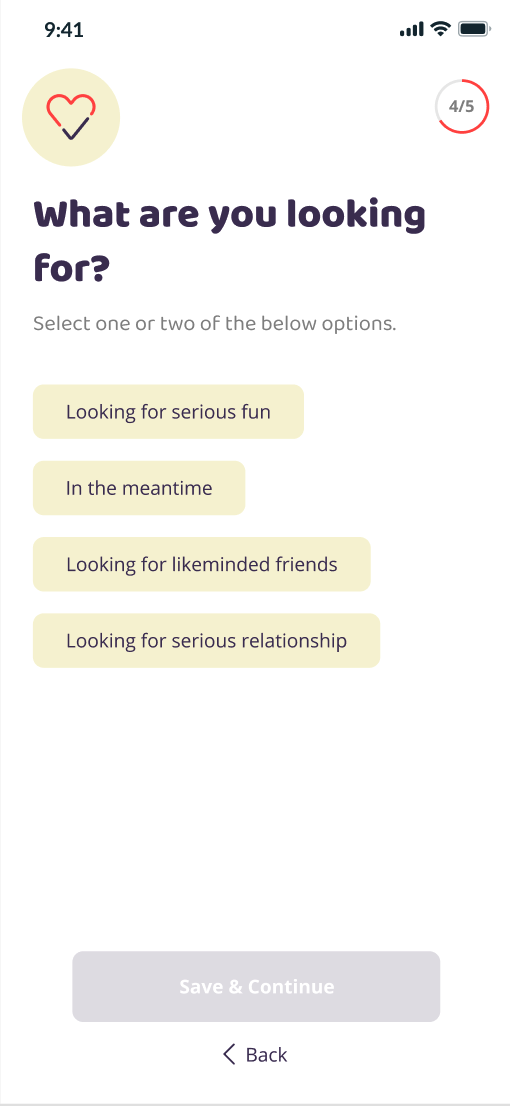 9:41
4/5
What are you looking
for?
Select one or two of the below options.
Looking for serious fun
In the meantime
Looking for likeminded friends
Looking for serious relationship
Save & Continue
Back